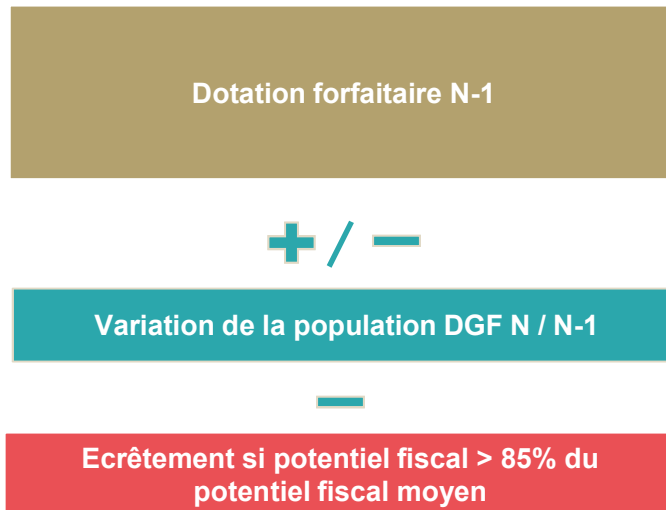 Dotation forfaitaire N-1
+ / −
Variation de la population DGF N / N-1
−
Ecrêtement si potentiel fiscal > 85% du
potentiel fiscal moyen